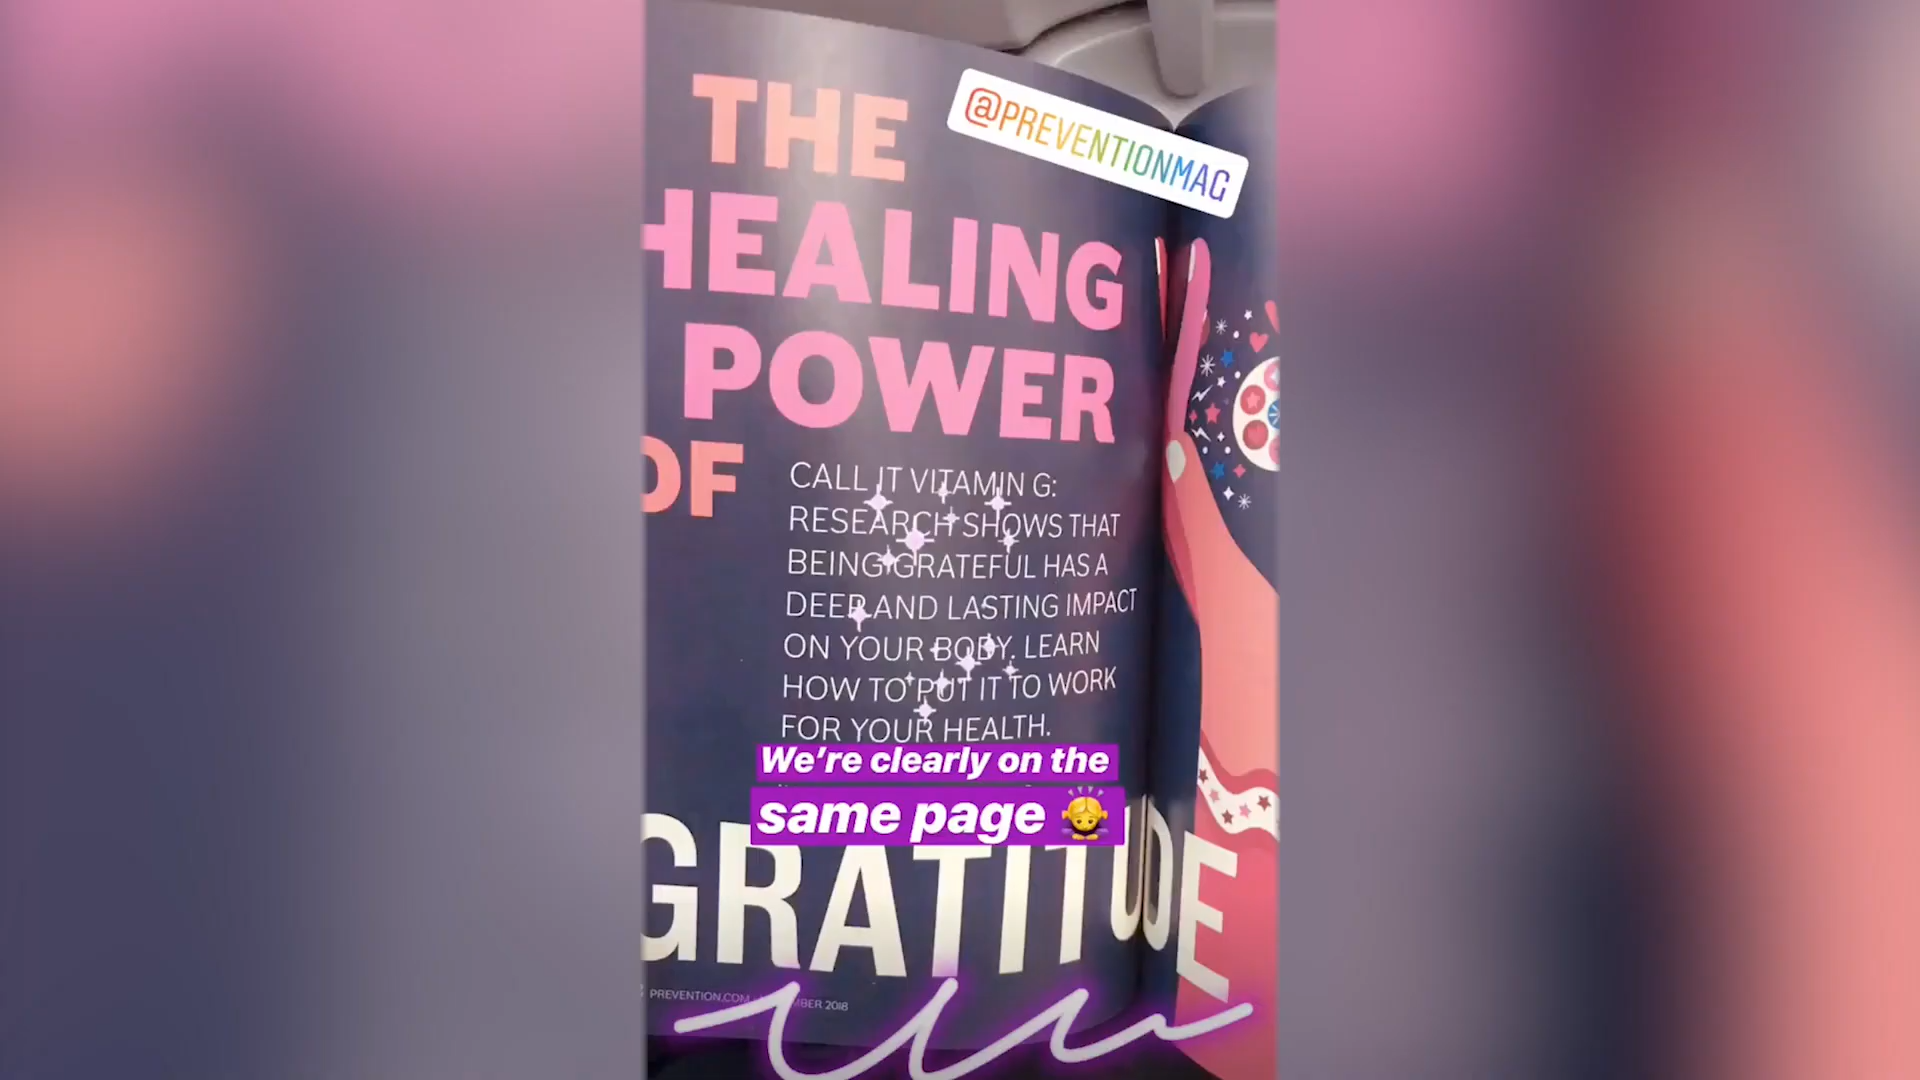 THE
@PREVENTIONMAG
HEALING
POWER
OF
CALL IT VITAMIN G:
RESEARCH SHOWS THAT
BEING GRATEFUL HAS A
DEEP AND LASTING IMPACT
ON YOUR BODY. LEARN
HOW TO PUT IT TO WORK
FOR YOUR HEALTH.
We're clearly on the
same page
GRATITUDE
PREVENTION.COM 2018